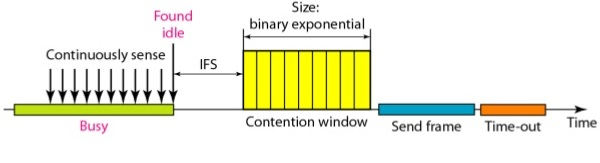 Size:
binary exponential
Found
idle
Continuously sense
IFS
Busy
Contention window
Send frame
Time-out
Time